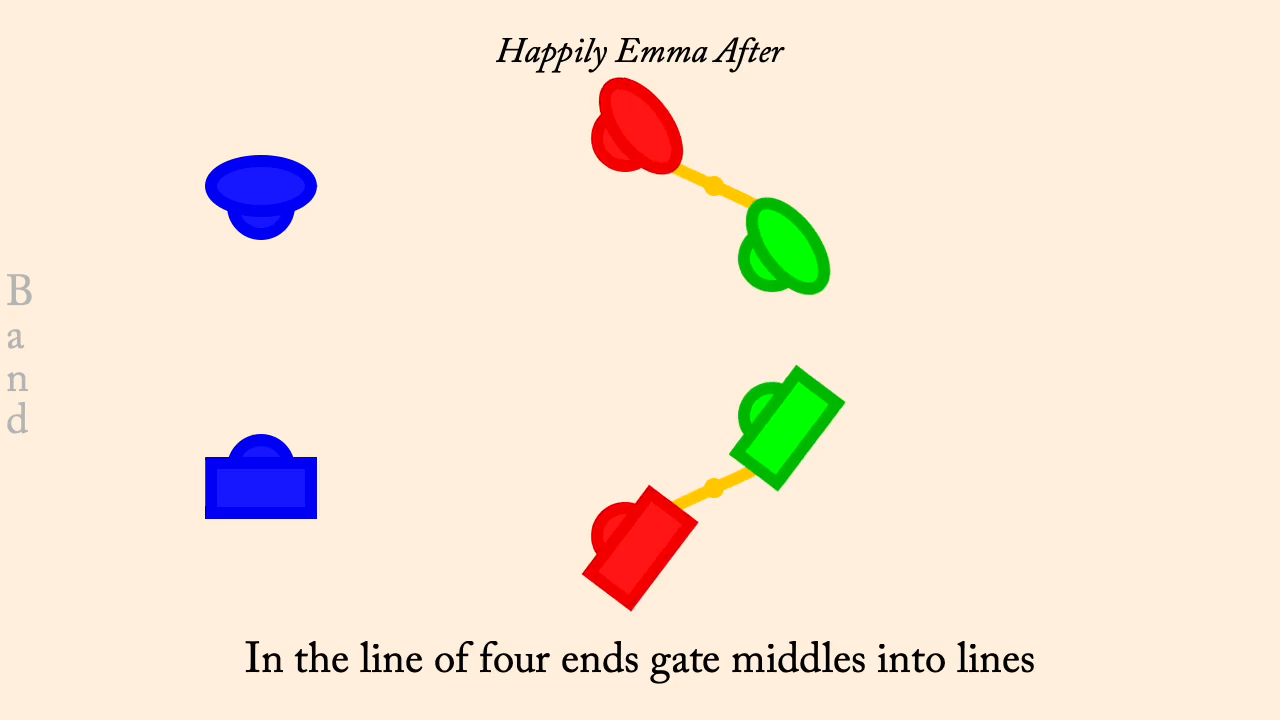 Happily Emma After
Band
In the line of four ends gate middles into lines